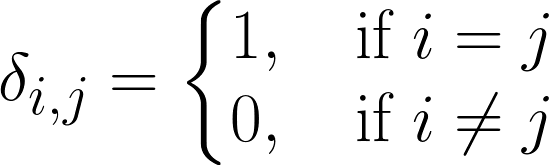 δ_{i,j} = { 1, if i = j
0, if i ≠ j